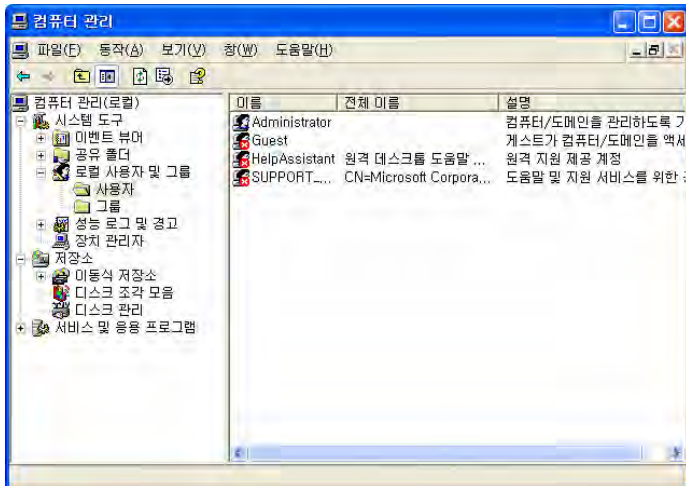 컴퓨터 관리
파일(F) 동작(A) 보기(V) 창(W) 도움말(H)
컴퓨터 관리(로컬)
시스템 도구
이벤트 뷰어
공유 폴더
로컬 사용자 및 그룹
사용자
그룹
성능 로그 및 경고
장치 관리자
저장소
이동식 저장소
디스크 조각 모음
디스크 관리
서비스 및 응용 프로그램
이름 전체 이름 설명
Administrator 컴퓨터/도메인을 관리하도록
Guest 게스트가 컴퓨터/도메인을 액세
HelpAssistant 원격 데스크톱 도움말 ... 원격 지원 제공 계정
SUPPORT_... CN=Microsoft Corpora... 도움말 및 지원 서비스를 위한